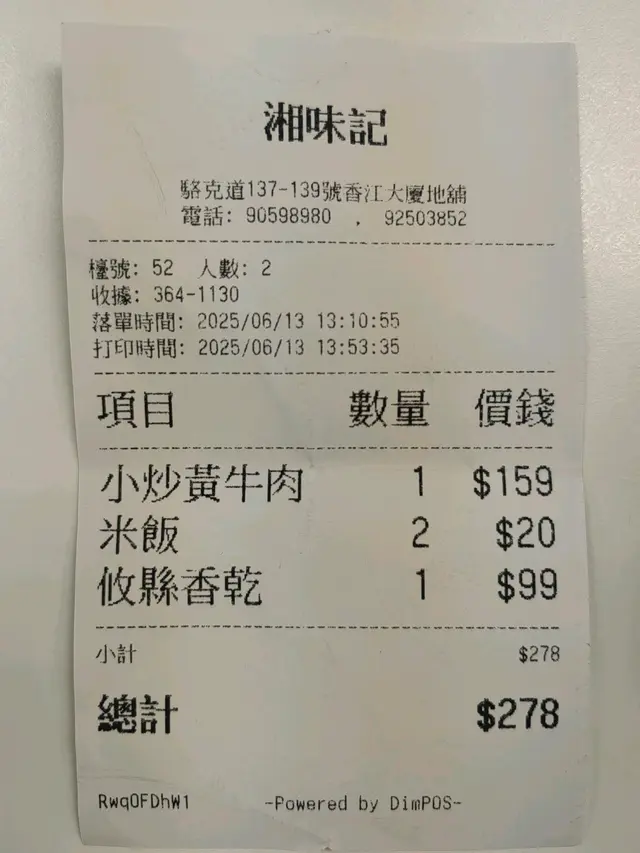 湘味記
駱克道137-139號香江大廈地舖
電話: 90598980 , 92503852
檯號: 52 人數: 2
收據: 364-1130
落單時間: 2025/06/13 13:10:55
打印時間: 2025/06/13 13:53:35
項目 數量 價錢
小炒黃牛肉 1 $159
米飯 2 $20
攸縣香乾 1 $99
小計 $278
總計 $278
RwqOFDhW1 -Powered by DimPOS-